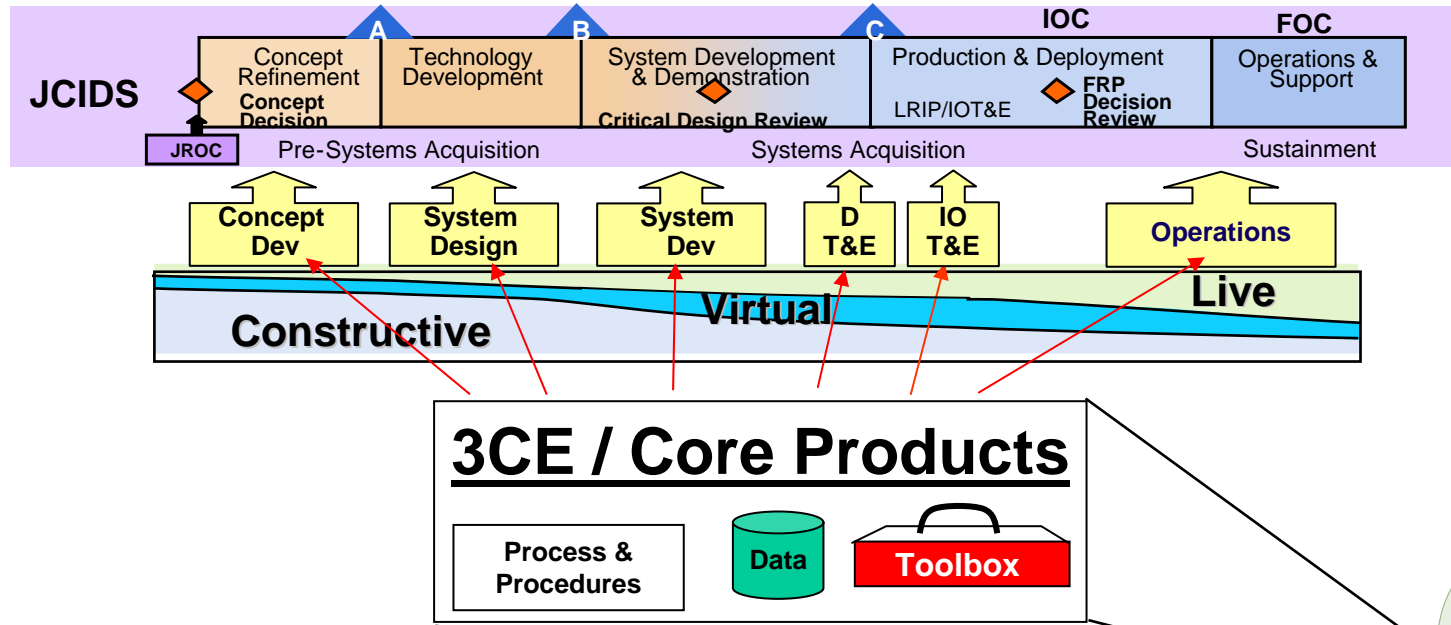 IOC
FOC
A
B
C
JCIDS
Concept
Refinement
Concept
Decision
Technology
Development
System Development
& Demonstration
Critical Design Review
Production & Deployment
LRIP/IOT&E
FRP
Decision
Review
Operations &
Support
JROC
Pre-Systems Acquisition
Systems Acquisition
Sustainment
Concept
Dev
System
Design
System
Dev
D
T&E
IO
T&E
Operations
Constructive
Virtual
Live
3CE / Core Products
Process &
Procedures
Data
Toolbox